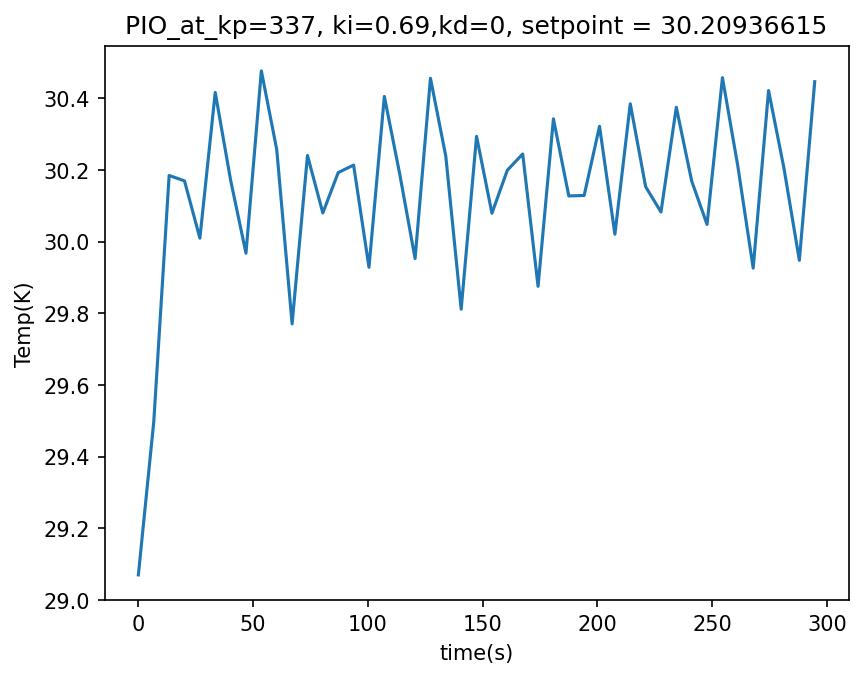 PIO_at_kp=337, ki=0.69,kd=0, setpoint = 30.20936615
Temp(K)
30.4
30.2
30.0
29.8
29.6
29.4
29.2
29.0
0 50 100 150 200 250 300
time(s)